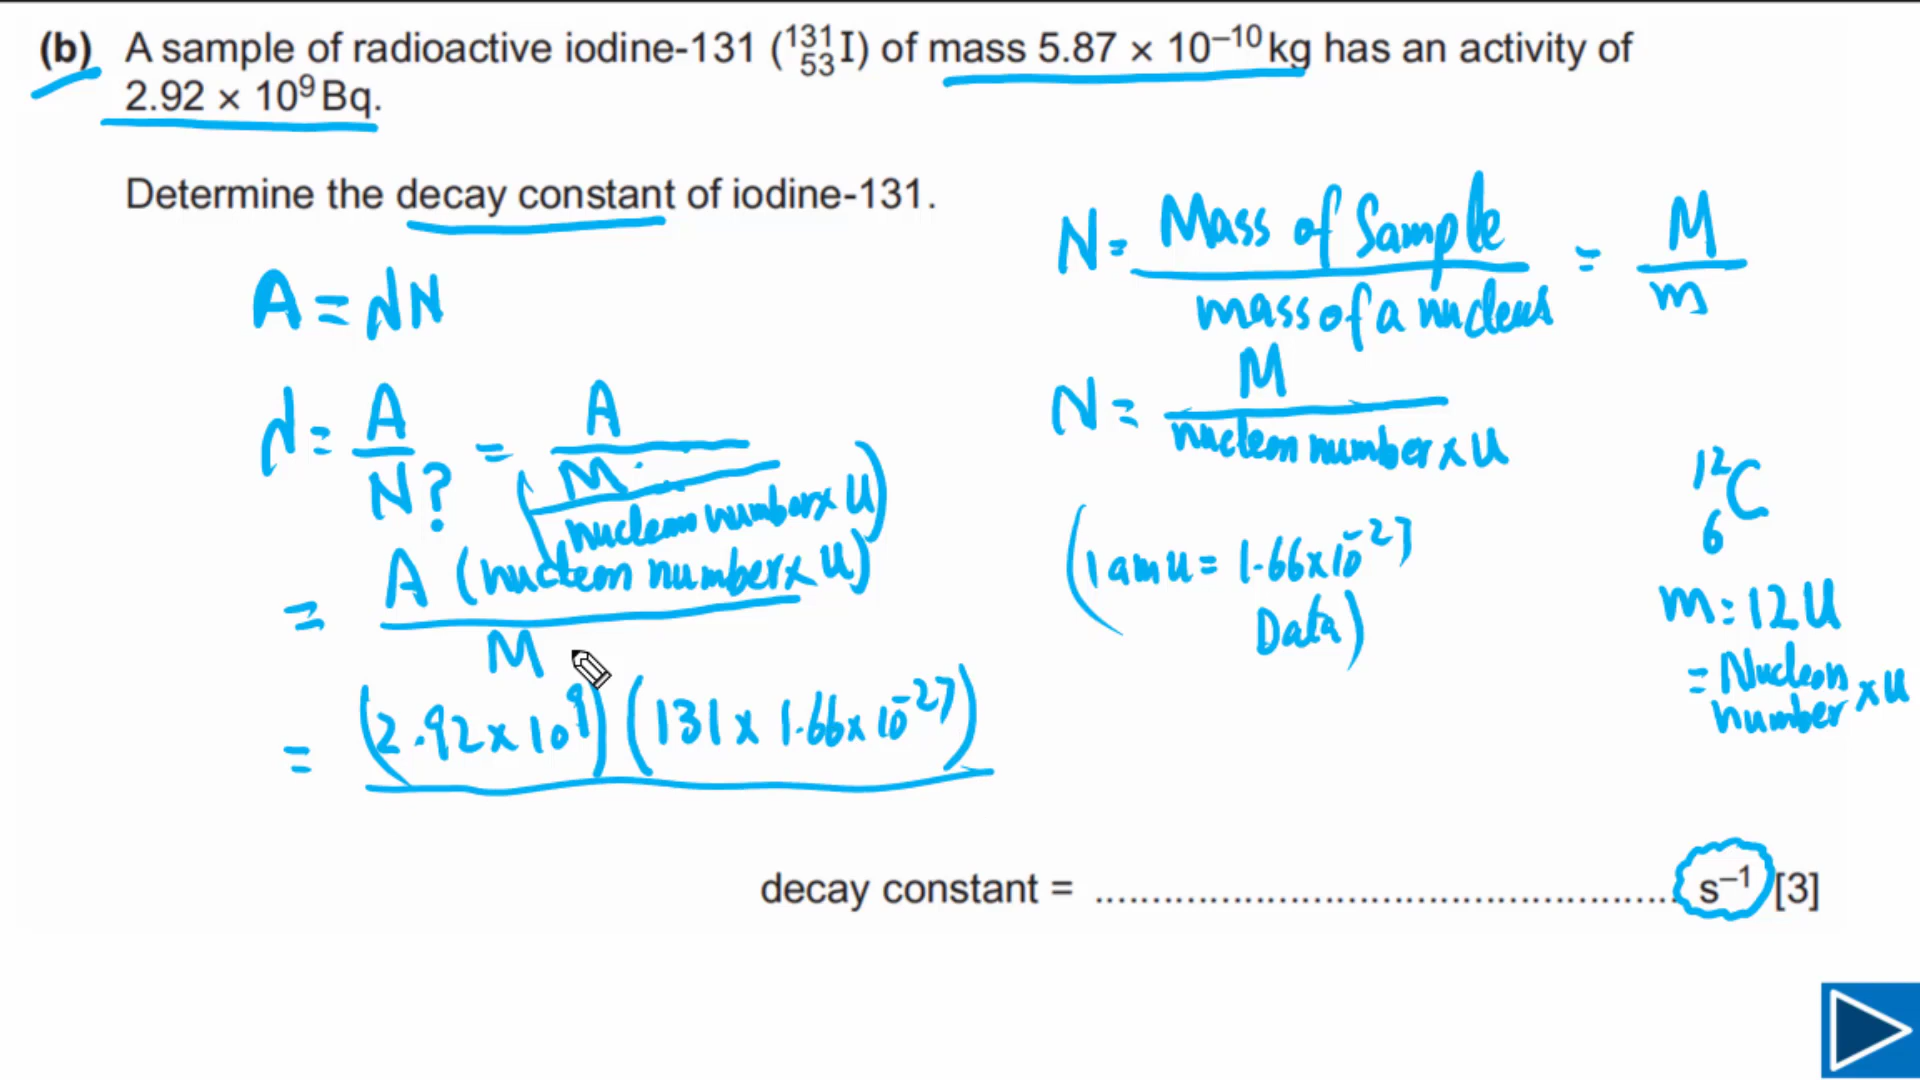 (b) A sample of radioactive iodine-131 (¹³¹₅₃I) of mass 5.87 × 10⁻¹⁰ kg has an activity of
2.92 × 10⁹ Bq.
Determine the decay constant of iodine-131.
A = λN
λ = A/N? = A/(M/(nucleon number × u))
= A (nucleon number × u)/M
= (2.92 × 10⁹) (131 × 1.66 × 10⁻²⁷)
N = Mass of Sample/mass of a nucleus = M/m
N = M/nucleon number × u
(1 amu = 1.66 × 10⁻²⁷
Data)
¹²₆C
m = 12u
= Nucleon
number × u
decay constant = .................................................. s⁻¹ [3]